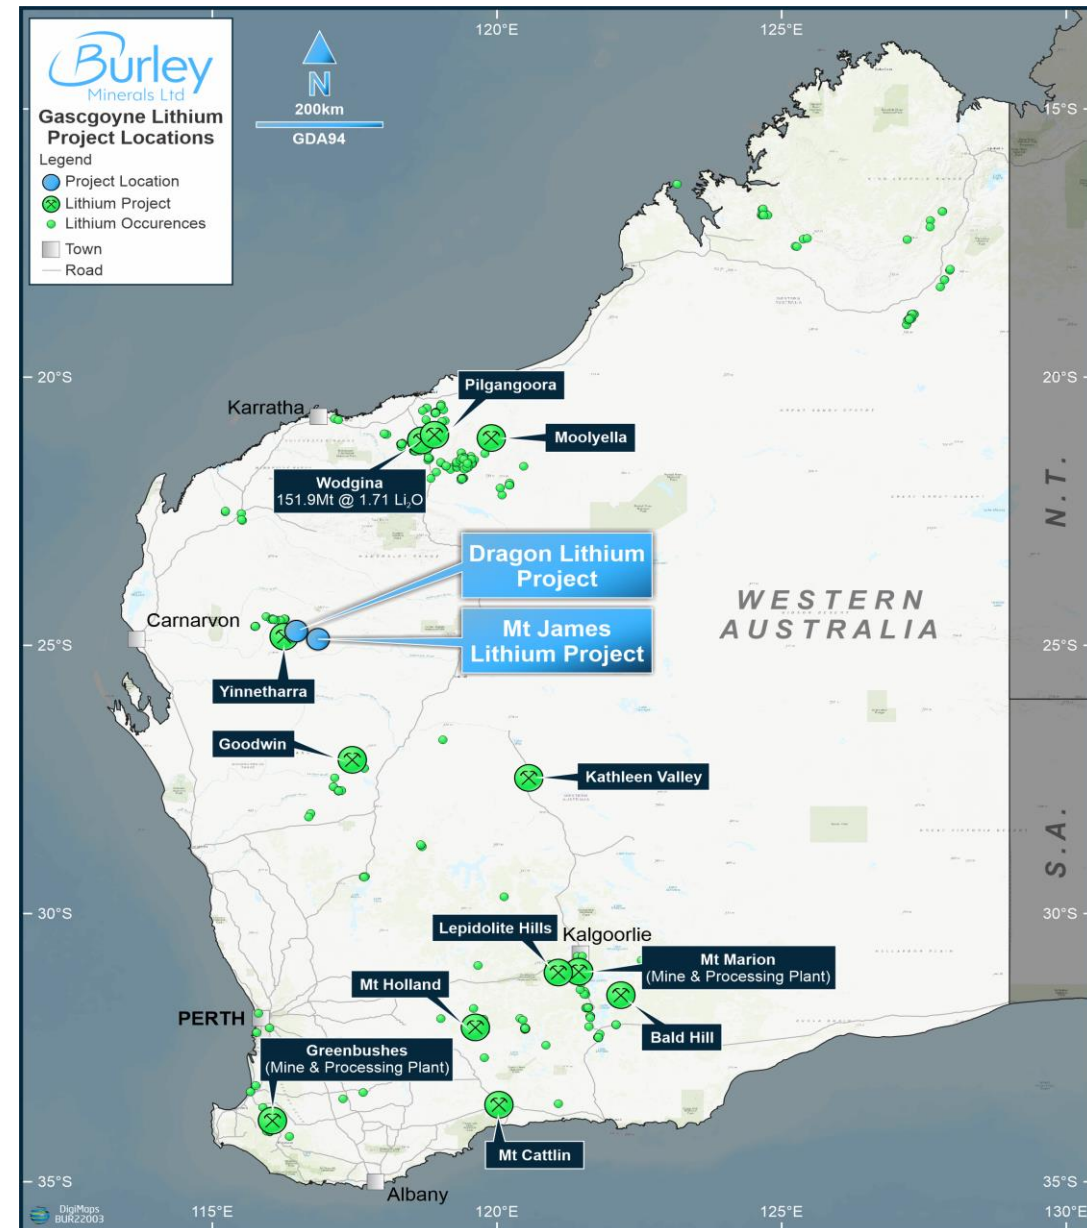 Burley
Minerals Ltd
Gascgoyne Lithium
Project Locations
Legend
Project Location
Lithium Project
Lithium Occurences
Town
Road
N
200km
GDA94
120°E
125°E
15°S
15°S
20°S
20°S
Pilgangoora
Karratha
Moolyella
Wodgina
151.9Mt @ 1.71 Li₂O
N.T.
Dragon Lithium
Project
WESTERN
AUSTRALIA
Carnarvon
Mt James
Lithium Project
25°S
25°S
Yinnetharra
Goodwin
Kathleen Valley
S.A.
30°S
30°S
Lepidolite Hills
Kalgoorlie
Mt Marion
(Mine & Processing Plant)
Mt Holland
PERTH
Bald Hill
Greenbushes
(Mine & Processing Plant)
Mt Cattlin
35°S
35°S
Albany
DigiMaps
BUR22003
115°E
120°E
125°E
130°E